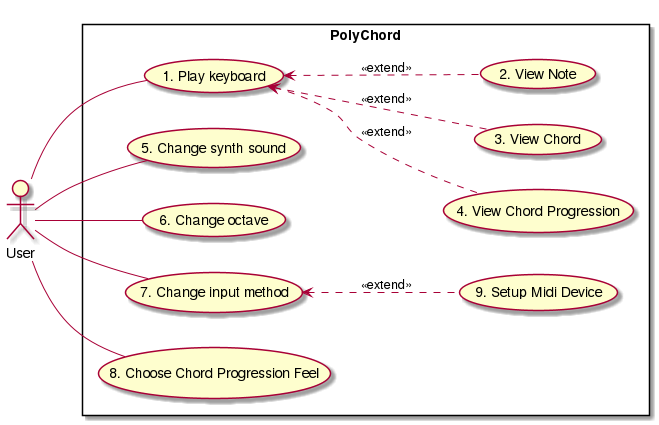 PolyChord
1. Play keyboard
«extend»
2. View Note
«extend»
3. View Chord
«extend»
5. Change synth sound
4. View Chord Progression
6. Change octave
User
«extend»
7. Change input method
9. Setup Midi Device
8. Choose Chord Progression Feel